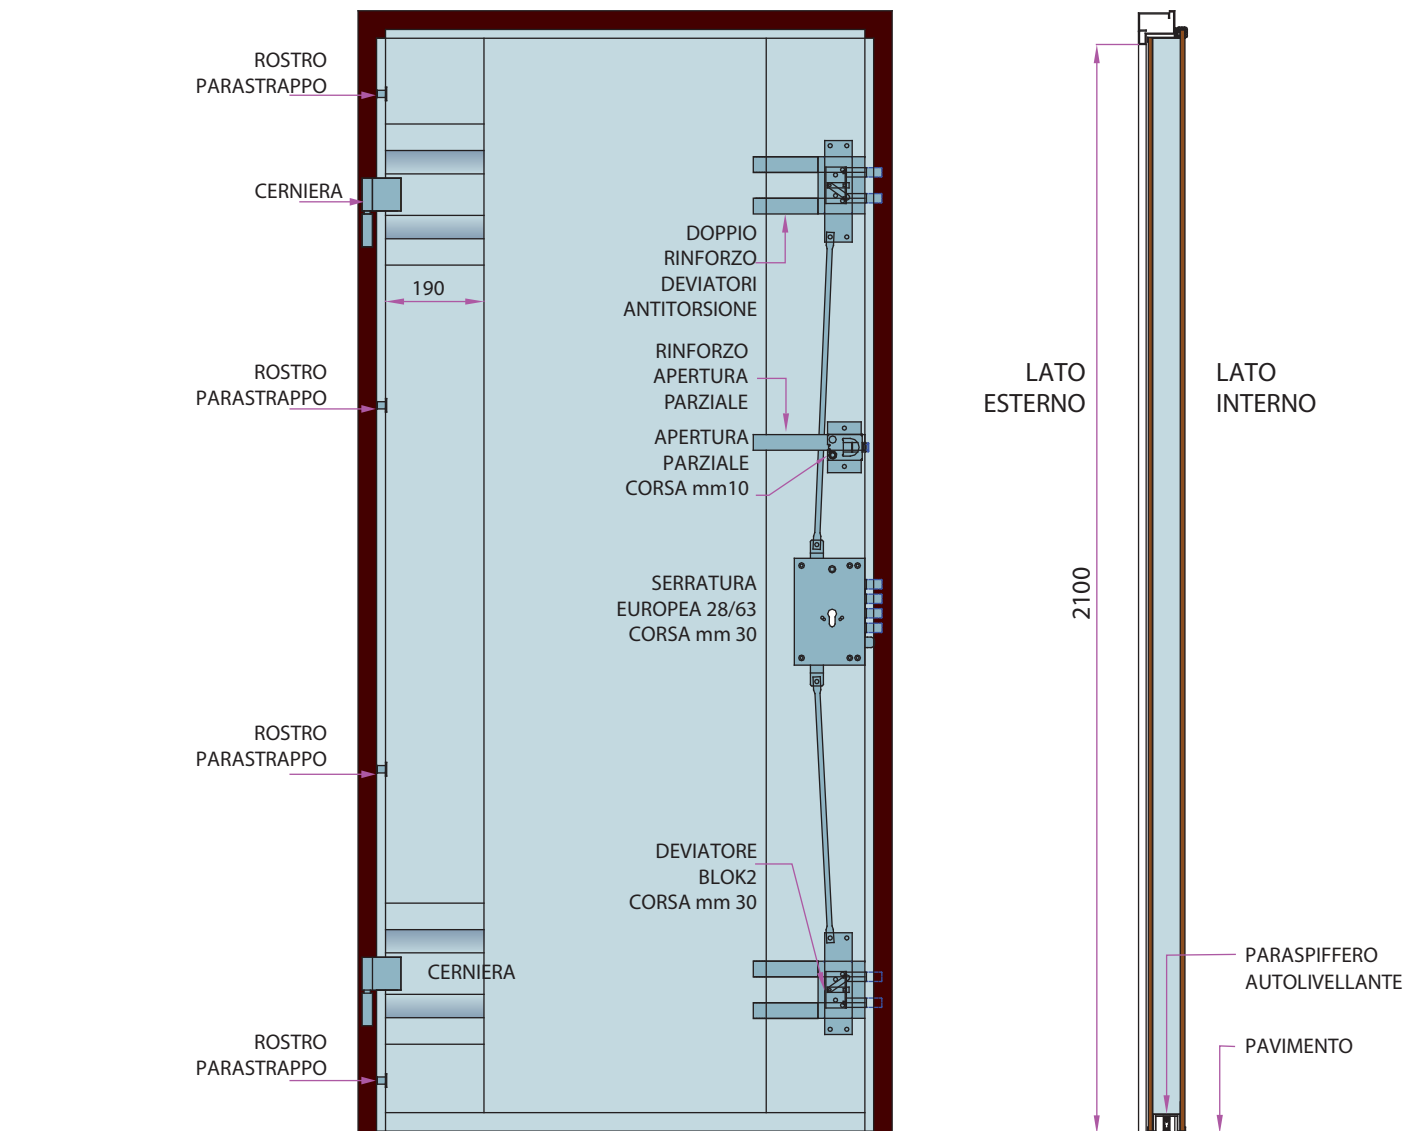 ROSTRO
PARASTRAPPO
CERNIERA
190
ROSTRO
PARASTRAPPO
ROSTRO
PARASTRAPPO
CERNIERA
ROSTRO
PARASTRAPPO
DOPPIO
RINFORZO
DEVIATORI
ANTITORSIONE
RINFORZO
APERTURA
PARZIALE
APERTURA
PARZIALE
CORSA mm10
SERRATURA
EUROPEA 28/63
CORSA mm 30
DEVIATORE
BLOK2
CORSA mm 30
LATO
ESTERNO
2100
LATO
INTERNO
PARASPIFFERO
AUTOLIVELLANTE
PAVIMENTO